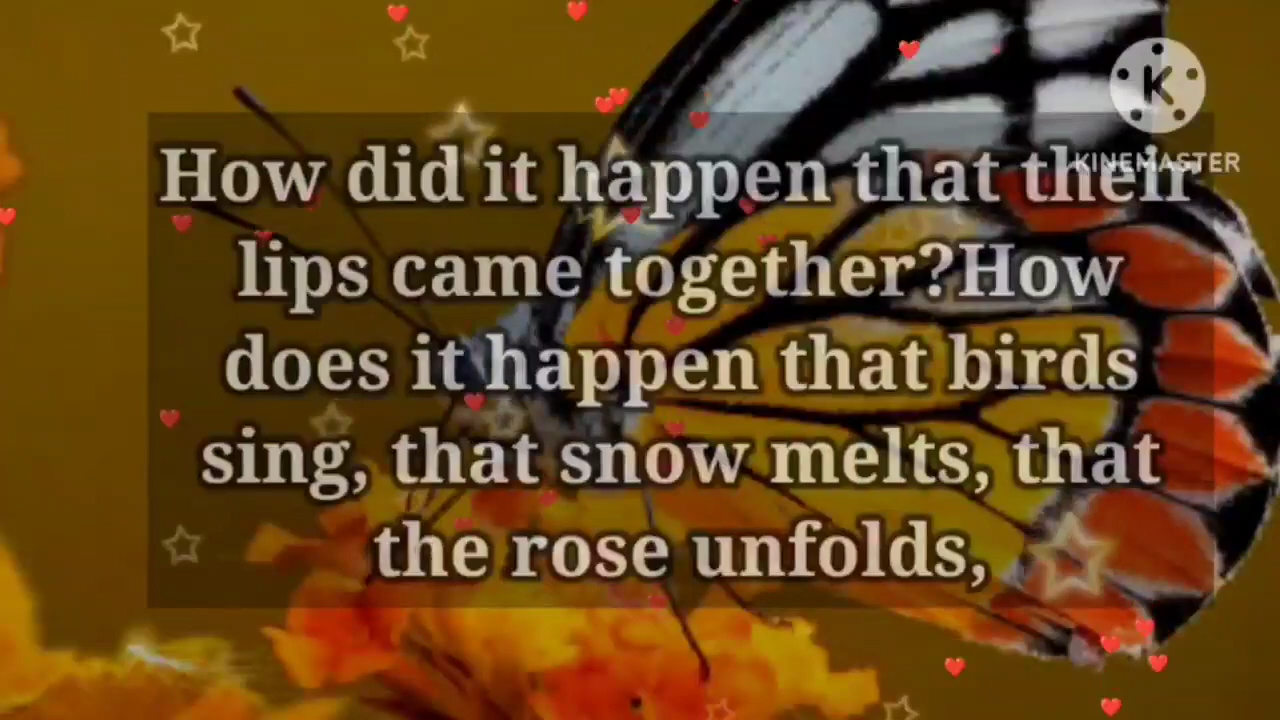 How did it happen that their
lips came together?How
does it happen that birds
sing, that snow melts, that
the rose unfolds,
K
KINEMASTER